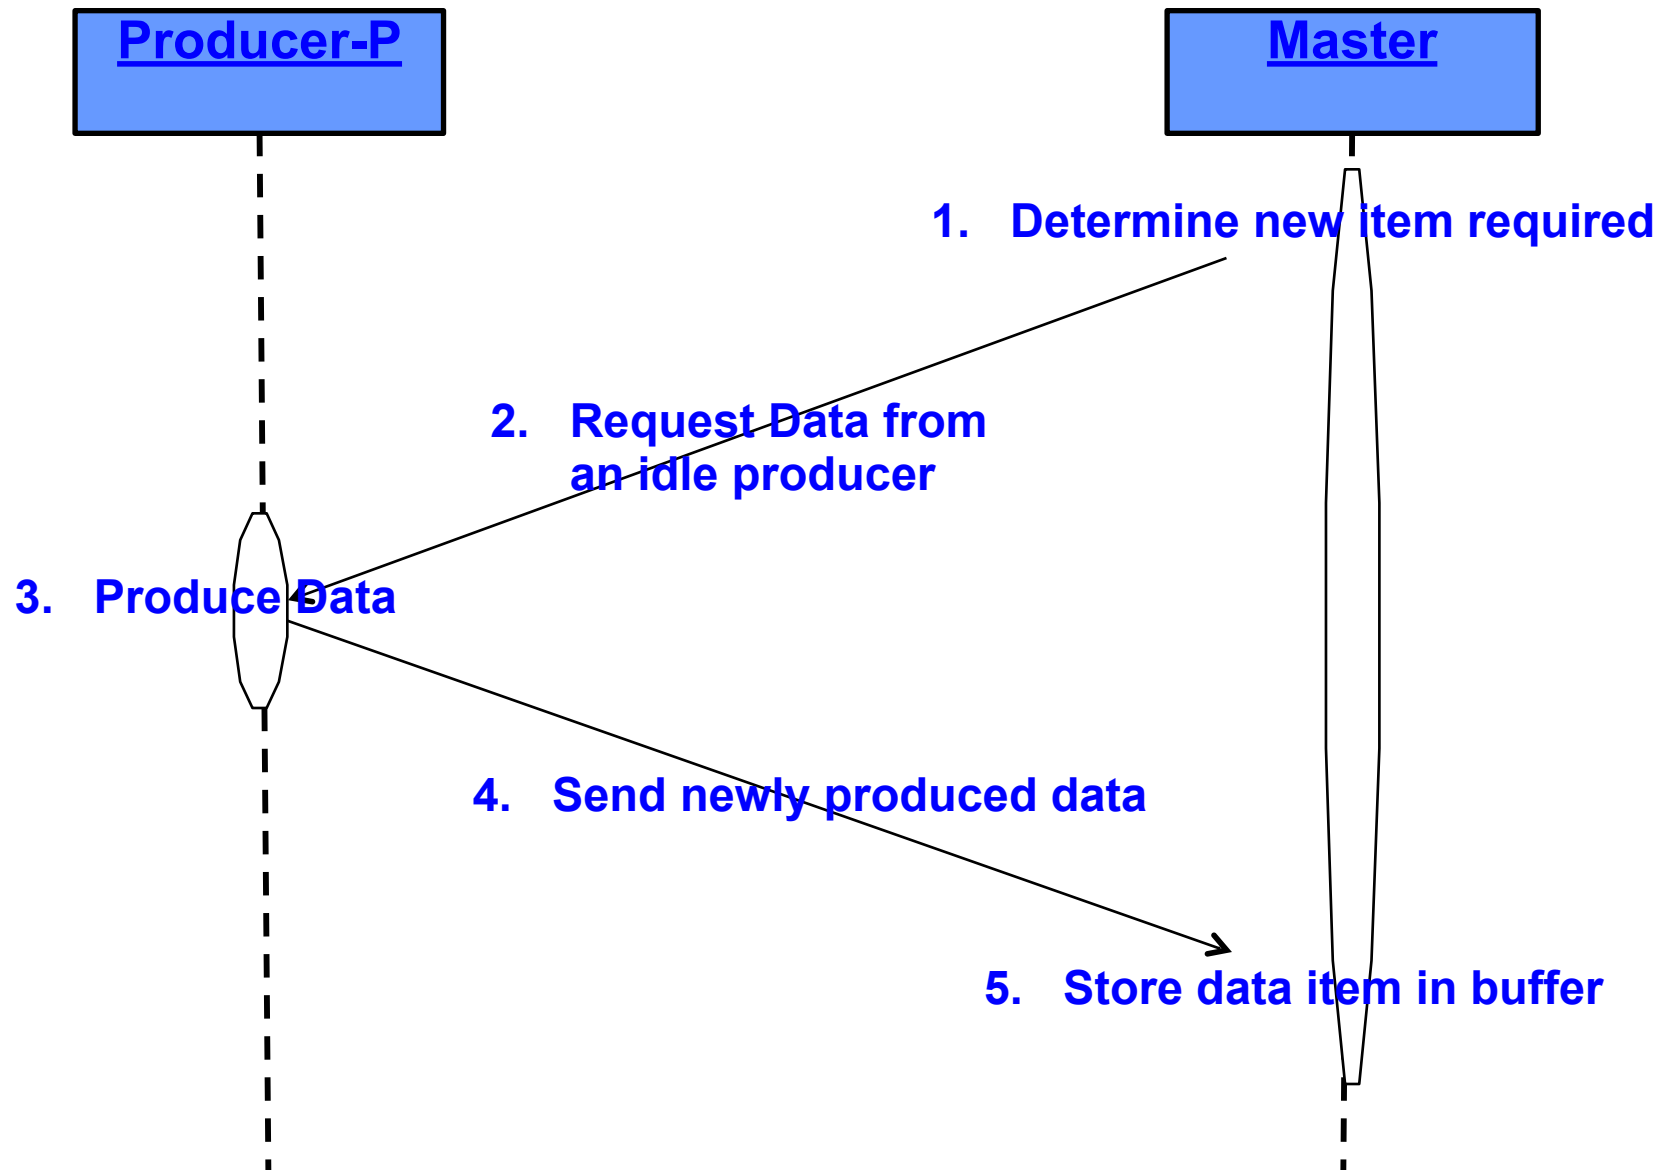 Producer-P
Master
1. Determine new item required
2. Request Data from
an idle producer
3. Produce Data
4. Send newly produced data
5. Store data item in buffer